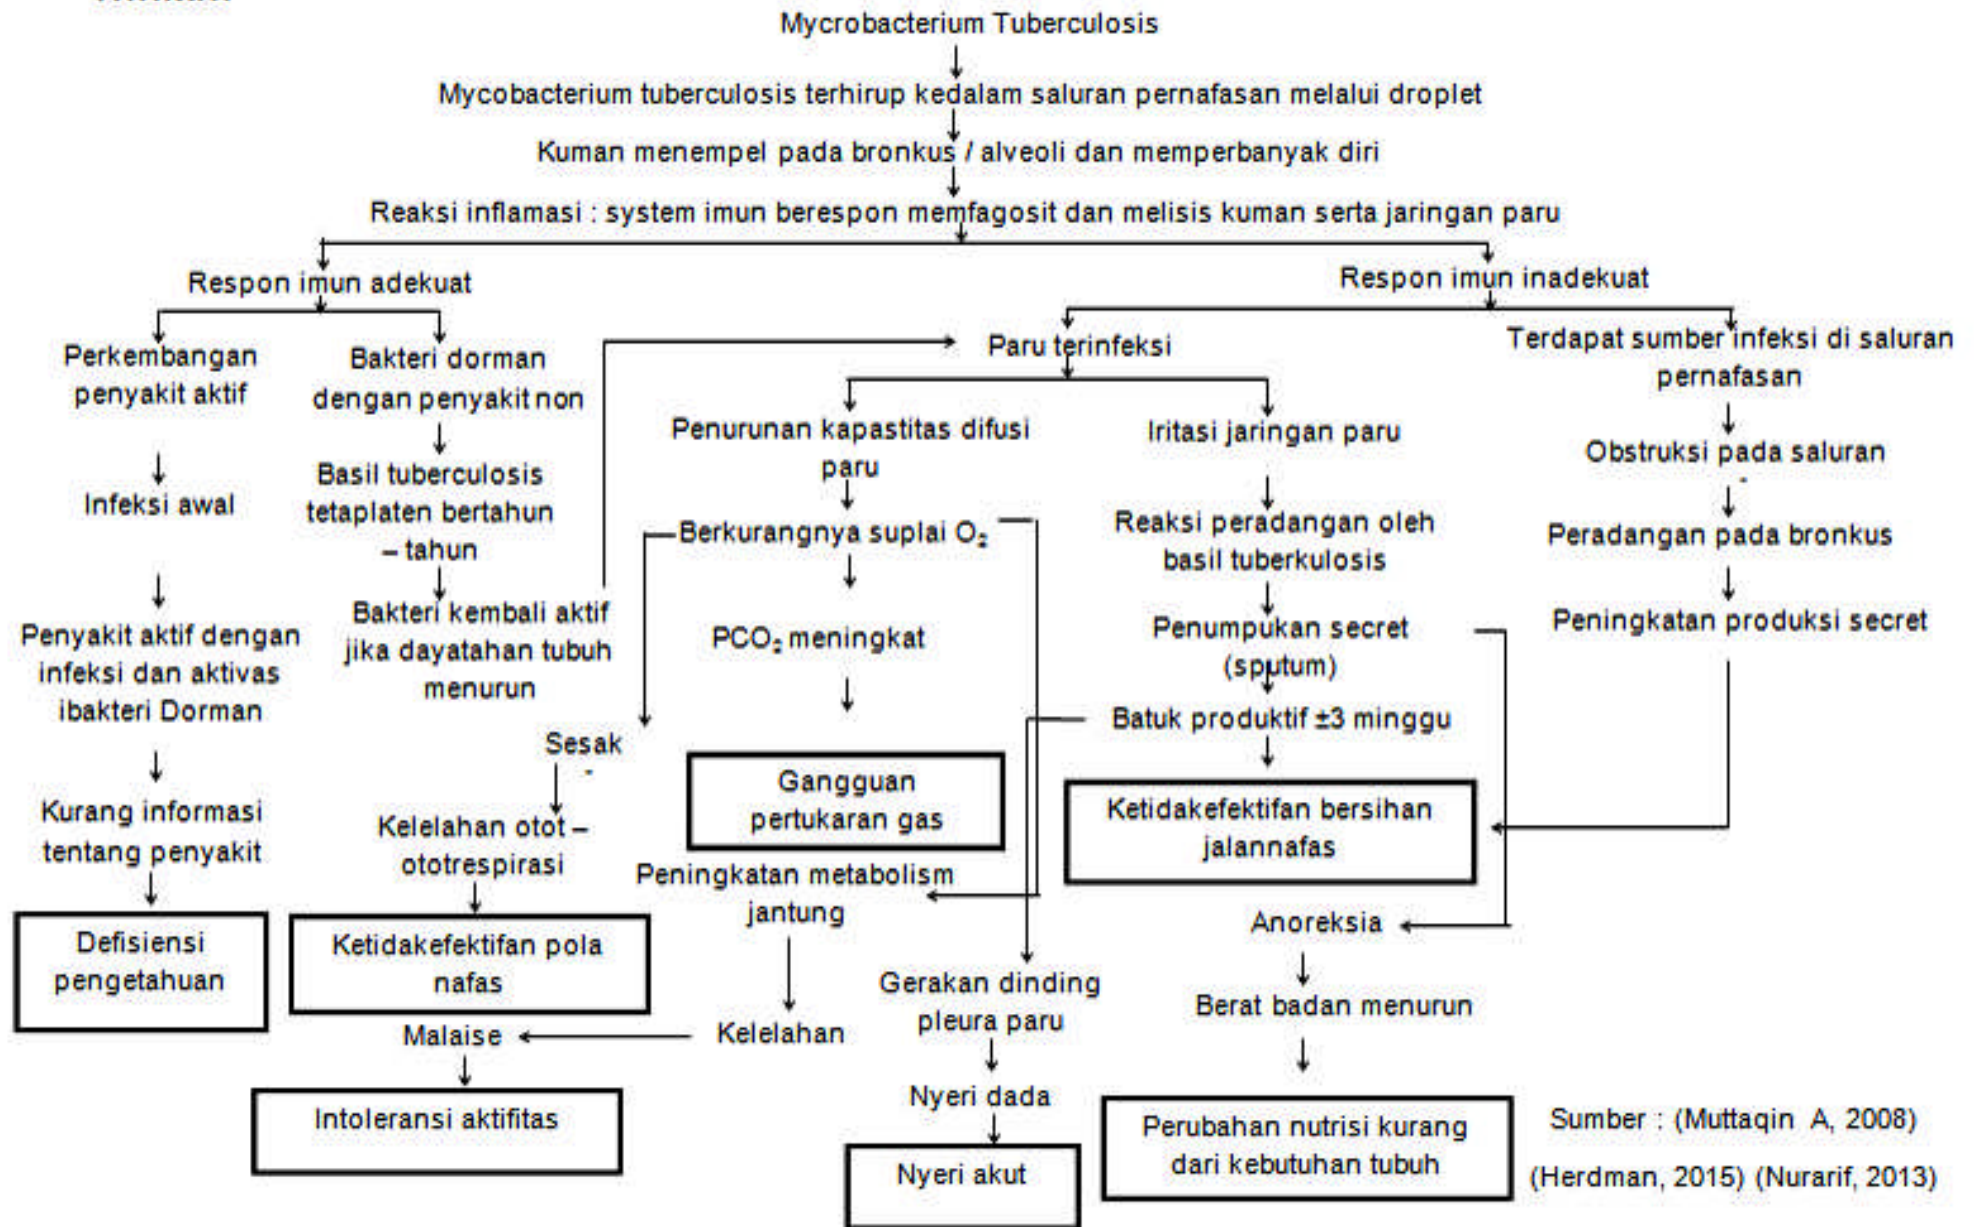 Mycrobacterium Tuberculosis
Mycobacterium tuberculosis terhirup kedalam saluran pernafasan melalui droplet
Kuman menempel pada bronkus / alveoli dan memperbanyak diri
Reaksi inflamasi : system imun berespon memfagosit dan melisis kuman serta jaringan paru
Respon imun adekuat
Respon imun inadekuat
Perkembangan
penyakit aktif
Infeksi awal
Penyakit aktif dengan
infeksi dan aktivas
ibakteri Dorman
Kurang informasi
tentang penyakit
Defisiensi
pengetahuan
Bakteri dorman
dengan penyakit non
Basil tuberculosis
tetaplaten bertahun
– tahun
Bakteri kembali aktif
jika dayatahan tubuh
menurun
Paru terinfeksi
Penurunan kapastitas difusi
paru
Berkurangnya suplai O₂
PCO₂ meningkat
Gangguan
pertukaran gas
Sesak
Kelelahan otot –
ototrespirasi
Ketidakefektifan pola
nafas
Peningkatan metabolism
jantung
Kelelahan
Malaise
Intoleransi aktifitas
Iritasi jaringan paru
Reaksi peradangan oleh
basil tuberkulosis
Penumpukan secret
(sputum)
Batuk produktif ±3 minggu
Ketidakefektifan bersihan
jalannafas
Gerakan dinding
pleura paru
Nyeri dada
Nyeri akut
Anoreksia
Berat badan menurun
Perubahan nutrisi kurang
dari kebutuhan tubuh
Terdapat sumber infeksi di saluran
pernafasan
Obstruksi pada saluran
Peradangan pada bronkus
Peningkatan produksi secret
Sumber : (Muttaqin A, 2008)
(Herdman, 2015) (Nurarif, 2013)